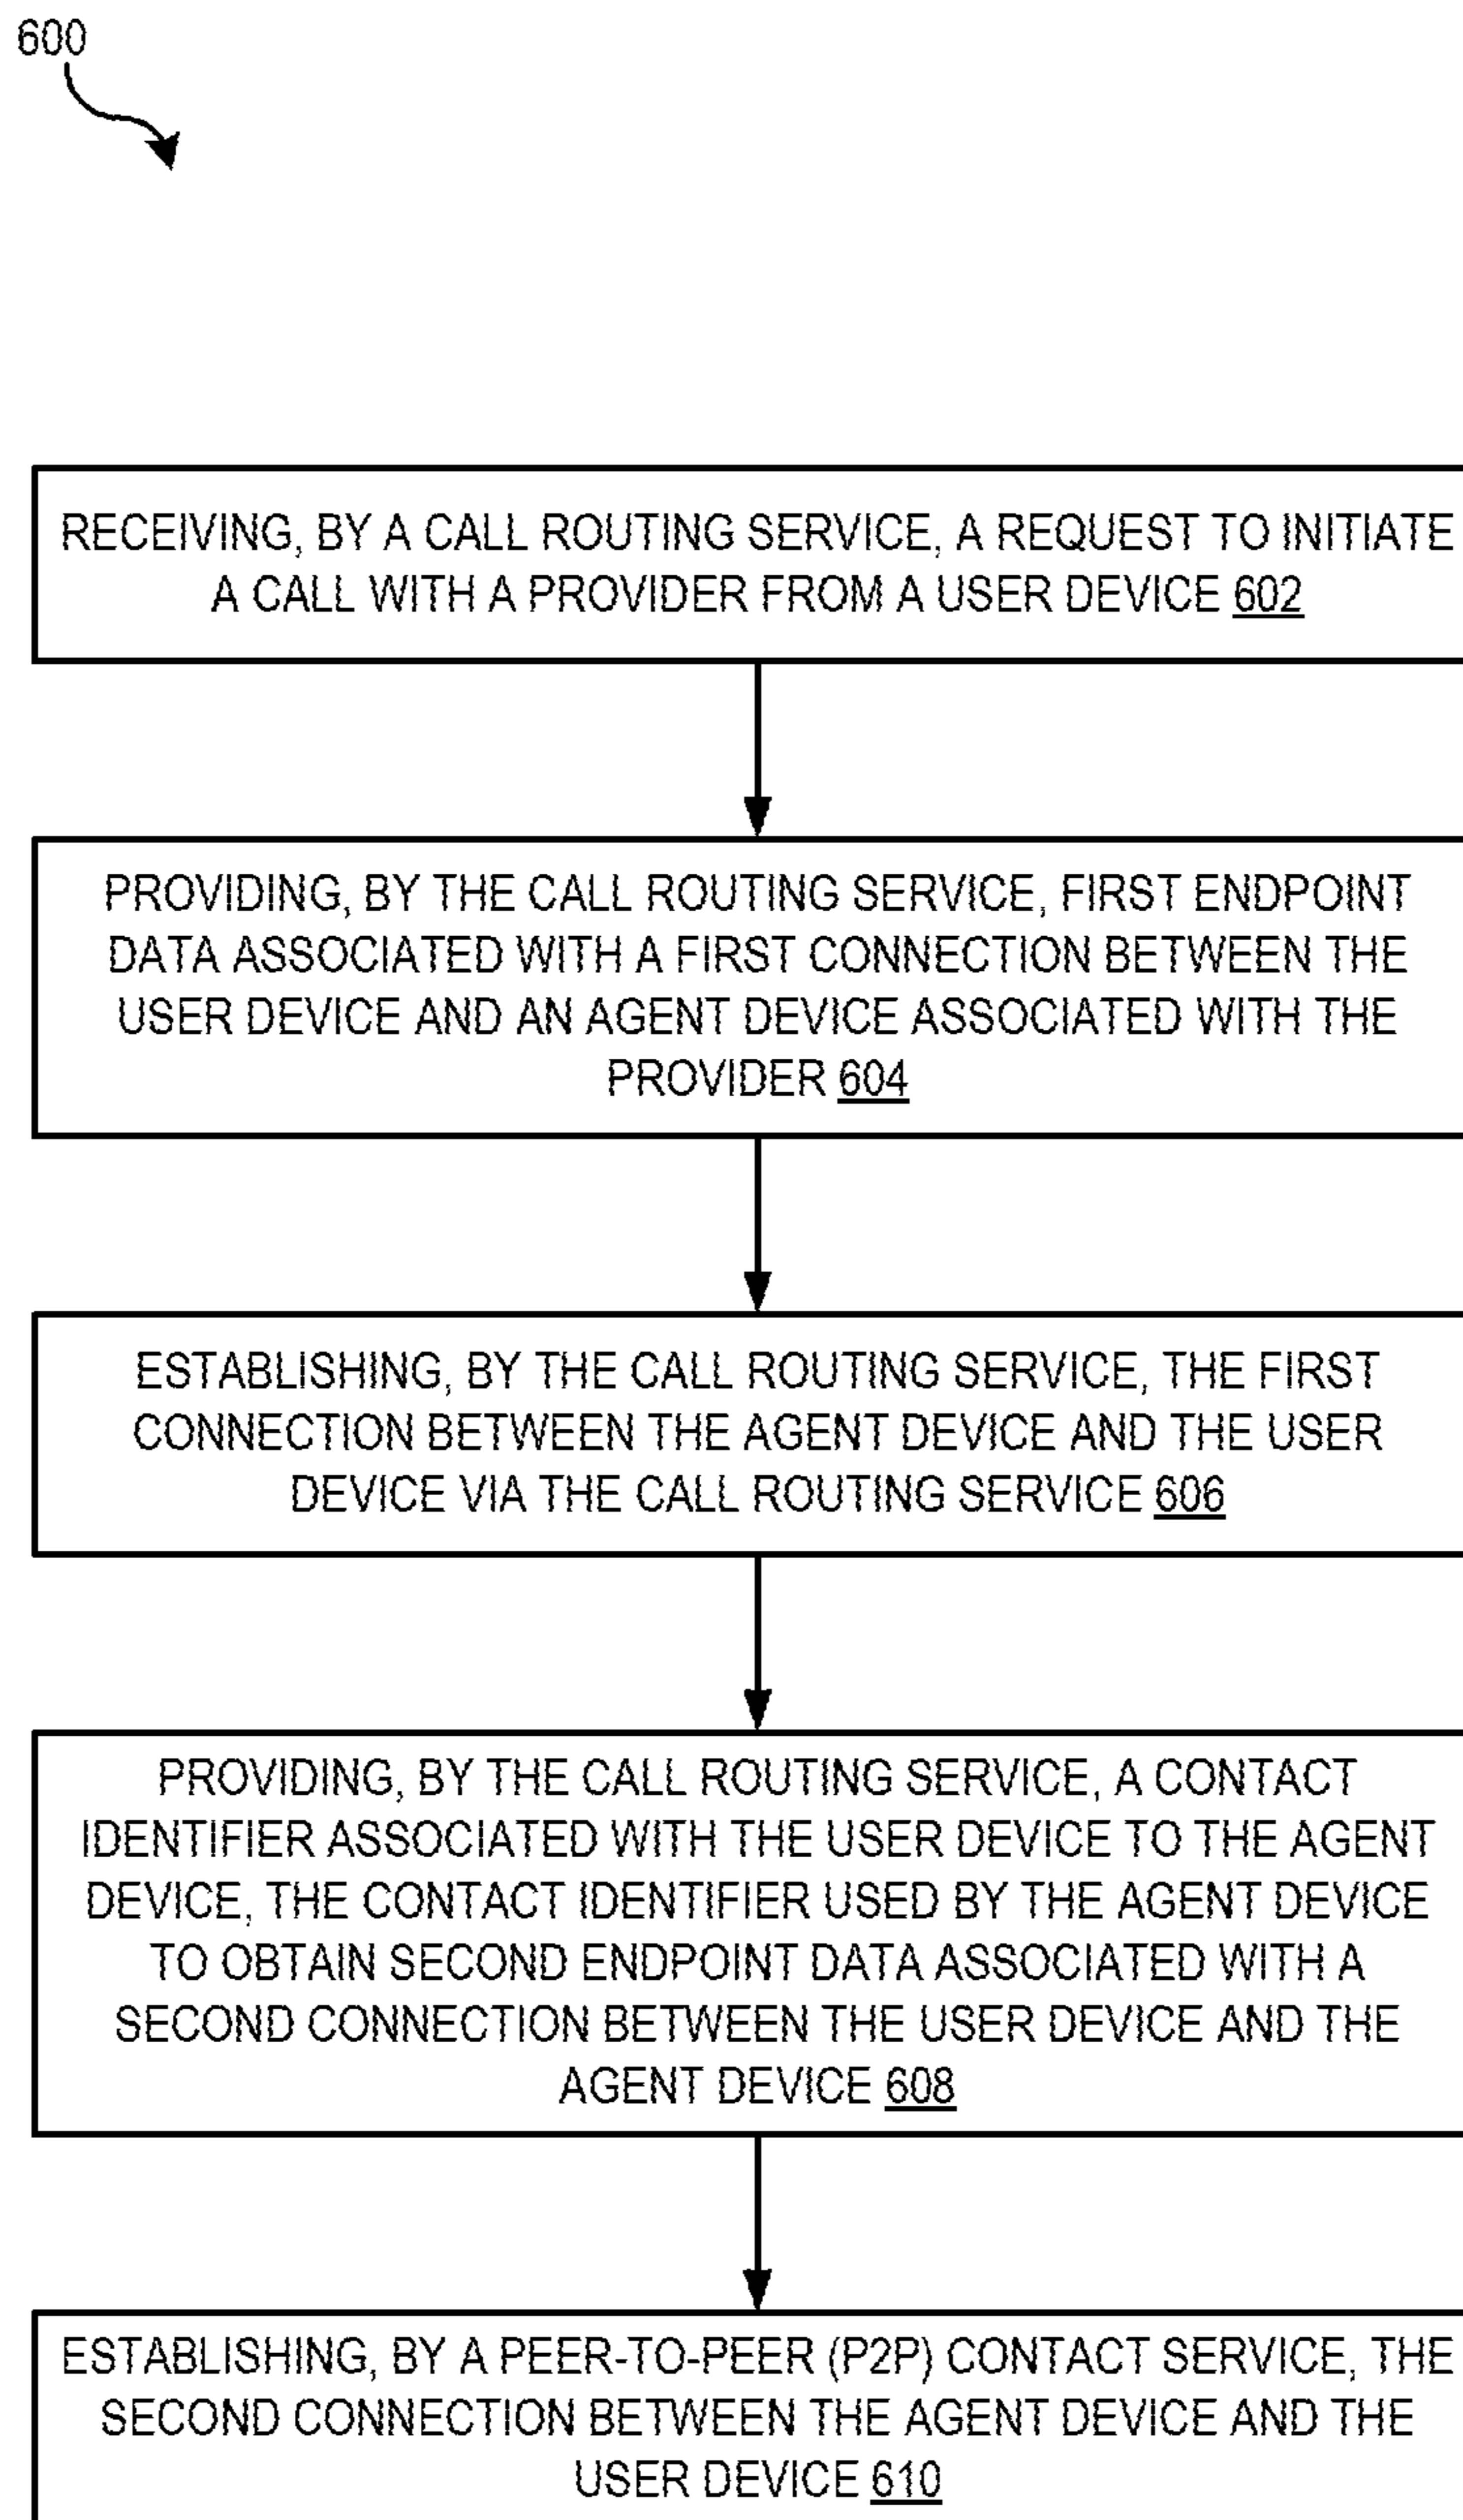 600
RECEIVING, BY A CALL ROUTING SERVICE, A REQUEST TO INITIATE
A CALL WITH A PROVIDER FROM A USER DEVICE 602
PROVIDING, BY THE CALL ROUTING SERVICE, FIRST ENDPOINT
DATA ASSOCIATED WITH A FIRST CONNECTION BETWEEN THE
USER DEVICE AND AN AGENT DEVICE ASSOCIATED WITH THE
PROVIDER 604
ESTABLISHING, BY THE CALL ROUTING SERVICE, THE FIRST
CONNECTION BETWEEN THE AGENT DEVICE AND THE USER
DEVICE VIA THE CALL ROUTING SERVICE 606
PROVIDING, BY THE CALL ROUTING SERVICE, A CONTACT
IDENTIFIER ASSOCIATED WITH THE USER DEVICE TO THE AGENT
DEVICE, THE CONTACT IDENTIFIER USED BY THE AGENT DEVICE
TO OBTAIN SECOND ENDPOINT DATA ASSOCIATED WITH A
SECOND CONNECTION BETWEEN THE USER DEVICE AND THE
AGENT DEVICE 608
ESTABLISHING, BY A PEER-TO-PEER (P2P) CONTACT SERVICE, THE
SECOND CONNECTION BETWEEN THE AGENT DEVICE AND THE
USER DEVICE 610